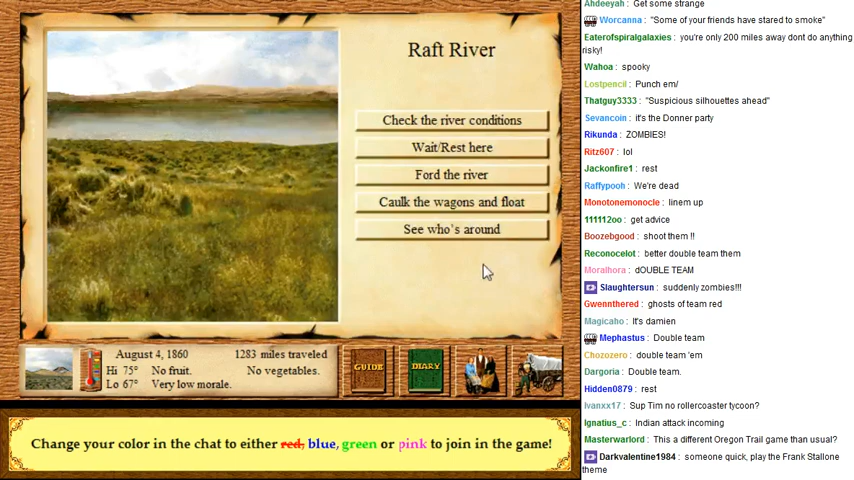 Raft River
Check the river conditions
Wait/Rest here
Ford the river
Caulk the wagons and float
See who's around
August 4, 1860
1283 miles traveled
Hi 75° No fruit.
No vegetables.
Lo 67° Very low morale.
GUIDE
DIARY
Change your color in the chat to either red, blue, green or pink to join in the game!
Ahdeeyah : Get some strange
Worcanna : "Some of your friends have stared to smoke"
Eaterofspiralgalaxies : you're only 200 miles away dont do anything
risky!
Wahoa : spooky
Lostpencil : Punch em/
Thatguy3333 : "Suspicious silhouettes ahead"
Sevancoin : it's the Donner party
Rikunda : ZOMBIES!
Ritz607 : lol
Jackonfire1 : rest
Raffypooh : We're dead
Monotonemonocle : linem up
111112oo : get advice
Boozebgood : shoot them !!
Reconocelot : better double team them
Moralhora : dOUBLE TEAM
Slaughtersun : suddenly zombies!!!
Gwennthered : ghosts of team red
Magicaho : It's damien
Mephastus : Double team
Chozozero : double team 'em
Dargoria : Double team.
Hidden0879 : rest
Ivanxx17 : Sup Tim no rollercoaster tycoon?
Ignatius_c : Indian attack incoming
Masterwarlord : This a different Oregon Trail game than usual?
Darkvalentine1984 : someone quick, play the Frank Stallone
theme